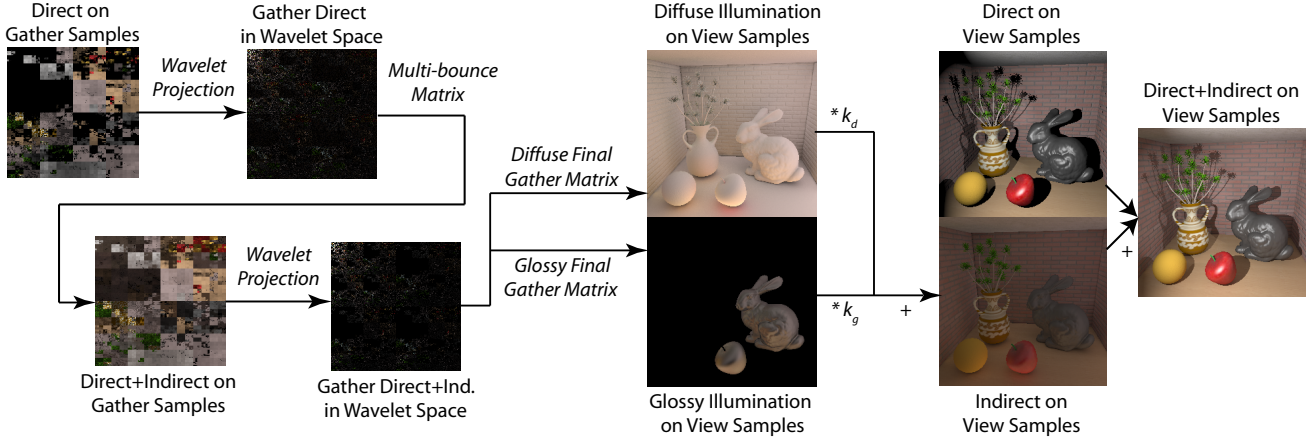 Direct on
Gather Samples
Wavelet
Projection
Gather Direct
in Wavelet Space
Multi-bounce
Matrix
Direct+Indirect on
Gather Samples
Wavelet
Projection
Gather Direct+Ind.
in Wavelet Space
Diffuse Final
Gather Matrix
Glossy Final
Gather Matrix
Diffuse Illumination
on View Samples
* kd
Glossy Illumination
on View Samples
* kg
+
Direct on
View Samples
Indirect on
View Samples
+
Direct+Indirect on
View Samples